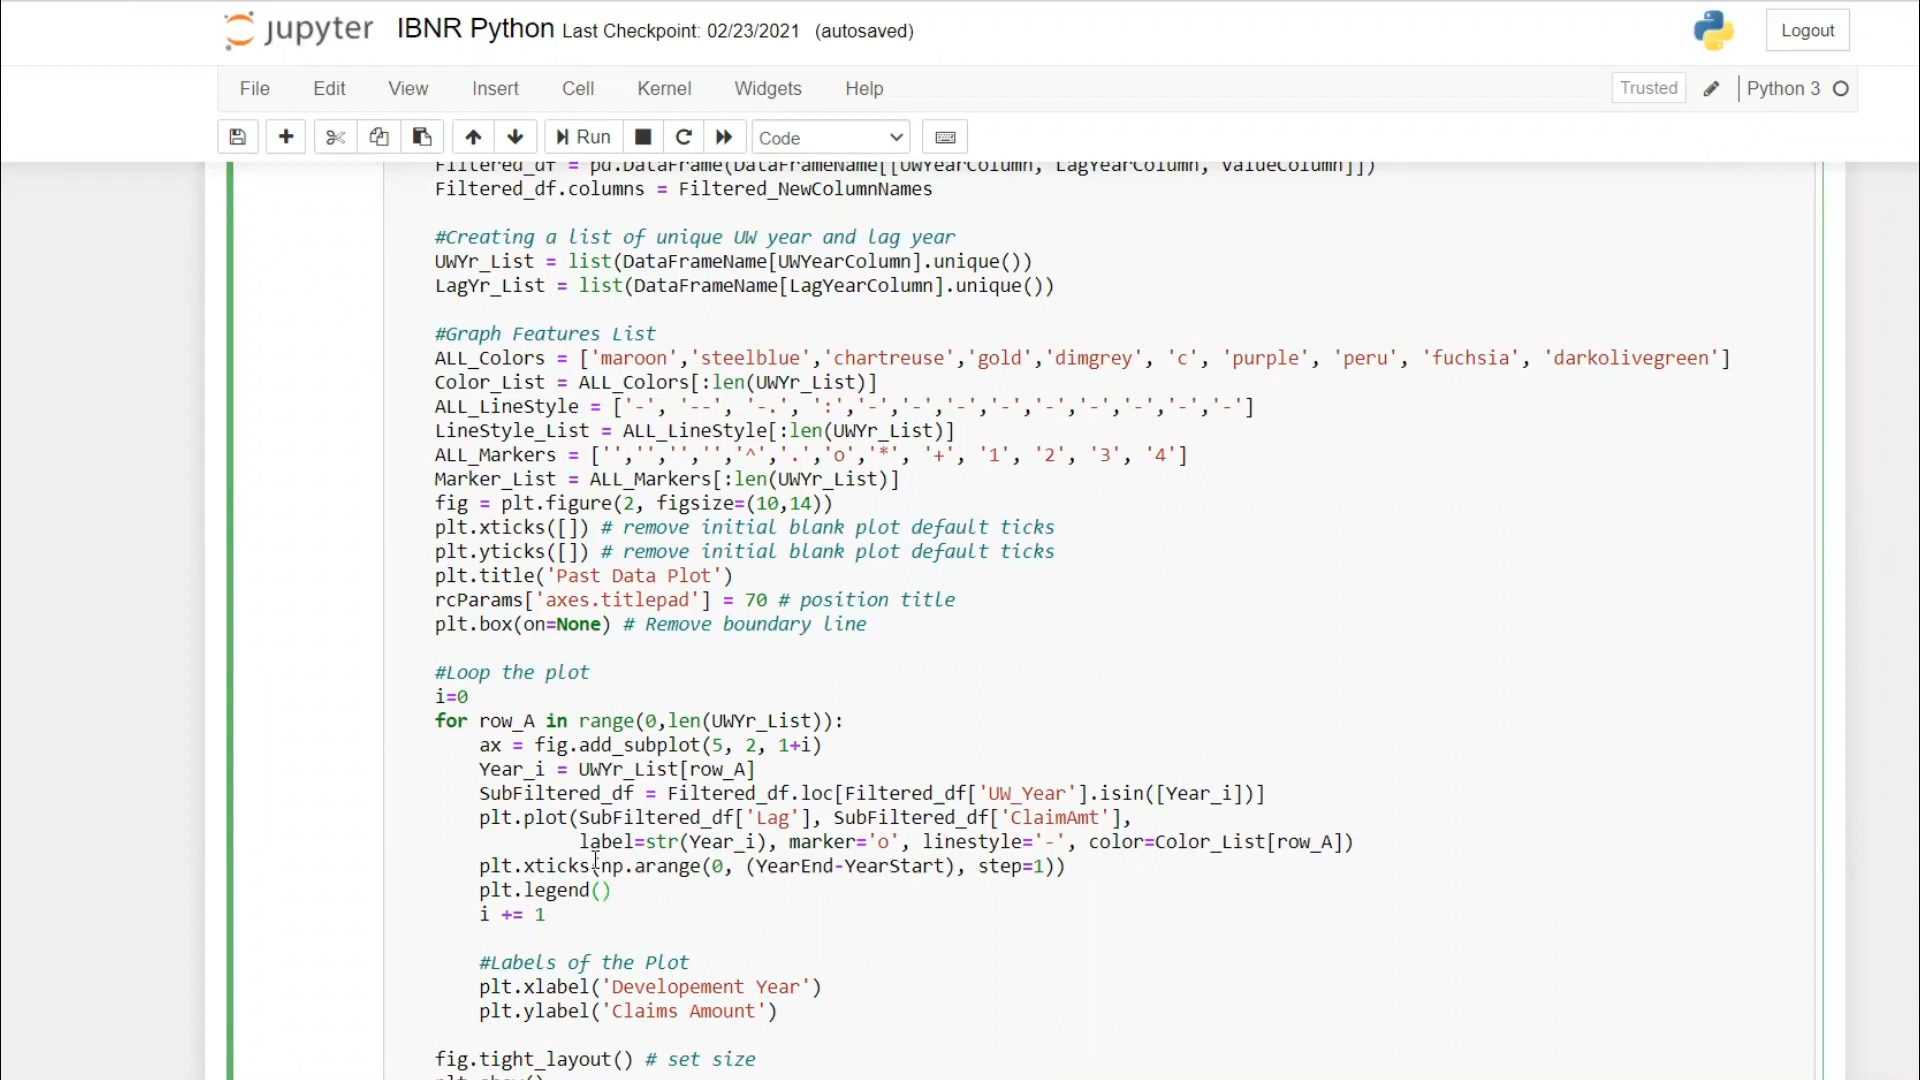 jupyter IBNR Python Last Checkpoint: 02/23/2021 (autosaved) Logout
File Edit View Insert Cell Kernel Widgets Help Trusted Python 3
Run Code
Filtered_df = pd.DataFrame(DataFrameName[[UWYearColumn, LagYearColumn, ValueColumn]])
Filtered_df.columns = Filtered_NewColumnNames
#Creating a list of unique UW year and lag year
UWYr_List = list(DataFrameName[UWYearColumn].unique())
LagYr_List = list(DataFrameName[LagYearColumn].unique())
#Graph Features List
ALL_Colors = ['maroon','steelblue','chartreuse','gold','dimgrey', 'c', 'purple', 'peru', 'fuchsia', 'darkolivegreen']
Color_List = ALL_Colors[:len(UWYr_List)]
ALL_LineStyle = ['-', '--', '-.', ':','-','-','-','-','-','-','-','-','-']
LineStyle_List = ALL_LineStyle[:len(UWYr_List)]
ALL_Markers = ['','','','','^','.','o','*', '+', '1', '2', '3', '4']
Marker_List = ALL_Markers[:len(UWYr_List)]
fig = plt.figure(2, figsize=(10,14))
plt.xticks([]) # remove initial blank plot default ticks
plt.yticks([]) # remove initial blank plot default ticks
plt.title('Past Data Plot')
rcParams['axes.titlepad'] = 70 # position title
plt.box(on=None) # Remove boundary line
#Loop the plot
i=0
for row_A in range(0,len(UWYr_List)):
ax = fig.add_subplot(5, 2, 1+i)
Year_i = UWYr_List[row_A]
SubFiltered_df = Filtered_df.loc[Filtered_df['UW_Year'].isin([Year_i])]
plt.plot(SubFiltered_df['Lag'], SubFiltered_df['ClaimAmt'],
label=str(Year_i), marker='o', linestyle='-', color=Color_List[row_A])
plt.xticks(np.arange(0, (YearEnd-YearStart), step=1))
plt.legend()
i += 1
#Labels of the Plot
plt.xlabel('Developement Year')
plt.ylabel('Claims Amount')
fig.tight_layout() # set size